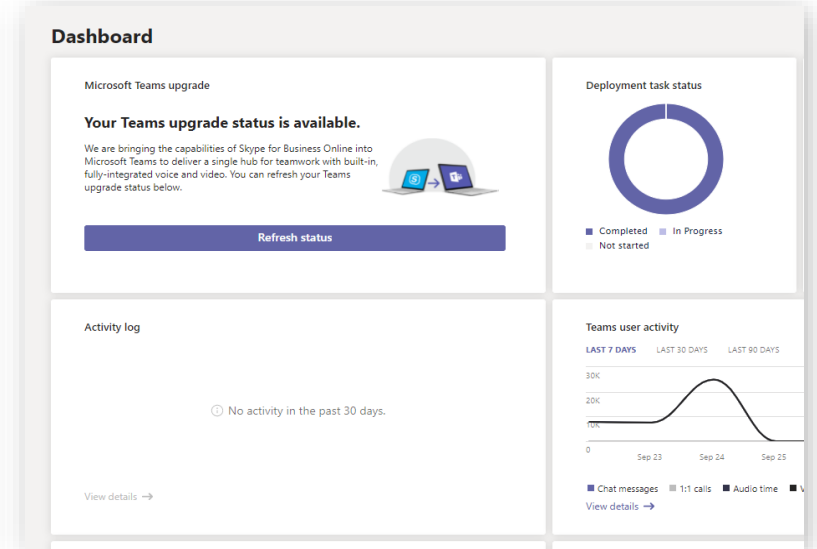 Dashboard
Microsoft Teams upgrade
Your Teams upgrade status is available.
We are bringing the capabilities of Skype for Business Online into
Microsoft Teams to deliver a single hub for teamwork with built-in,
fully-integrated voice and video. You can refresh your Teams
upgrade status below.
Refresh status
Deployment task status
Completed In Progress
Not started
Activity log
No activity in the past 30 days.
View details →
Teams user activity
LAST 7 DAYS LAST 30 DAYS LAST 90 DAYS
30K
20K
10K
0
Sep 23 Sep 24 Sep 25
Chat messages 1:1 calls Audio time
View details →